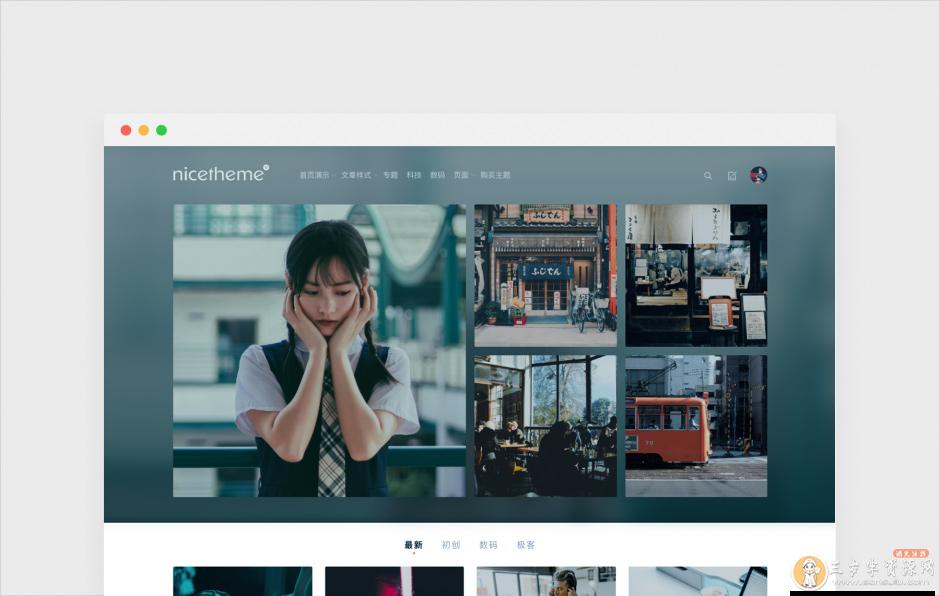 nicetheme
首页演示 文章样式 专题 科技 数码 页面 购买主题
ふじでん
ふじでん
70
最新 初创 数码 极客
三步半资源网